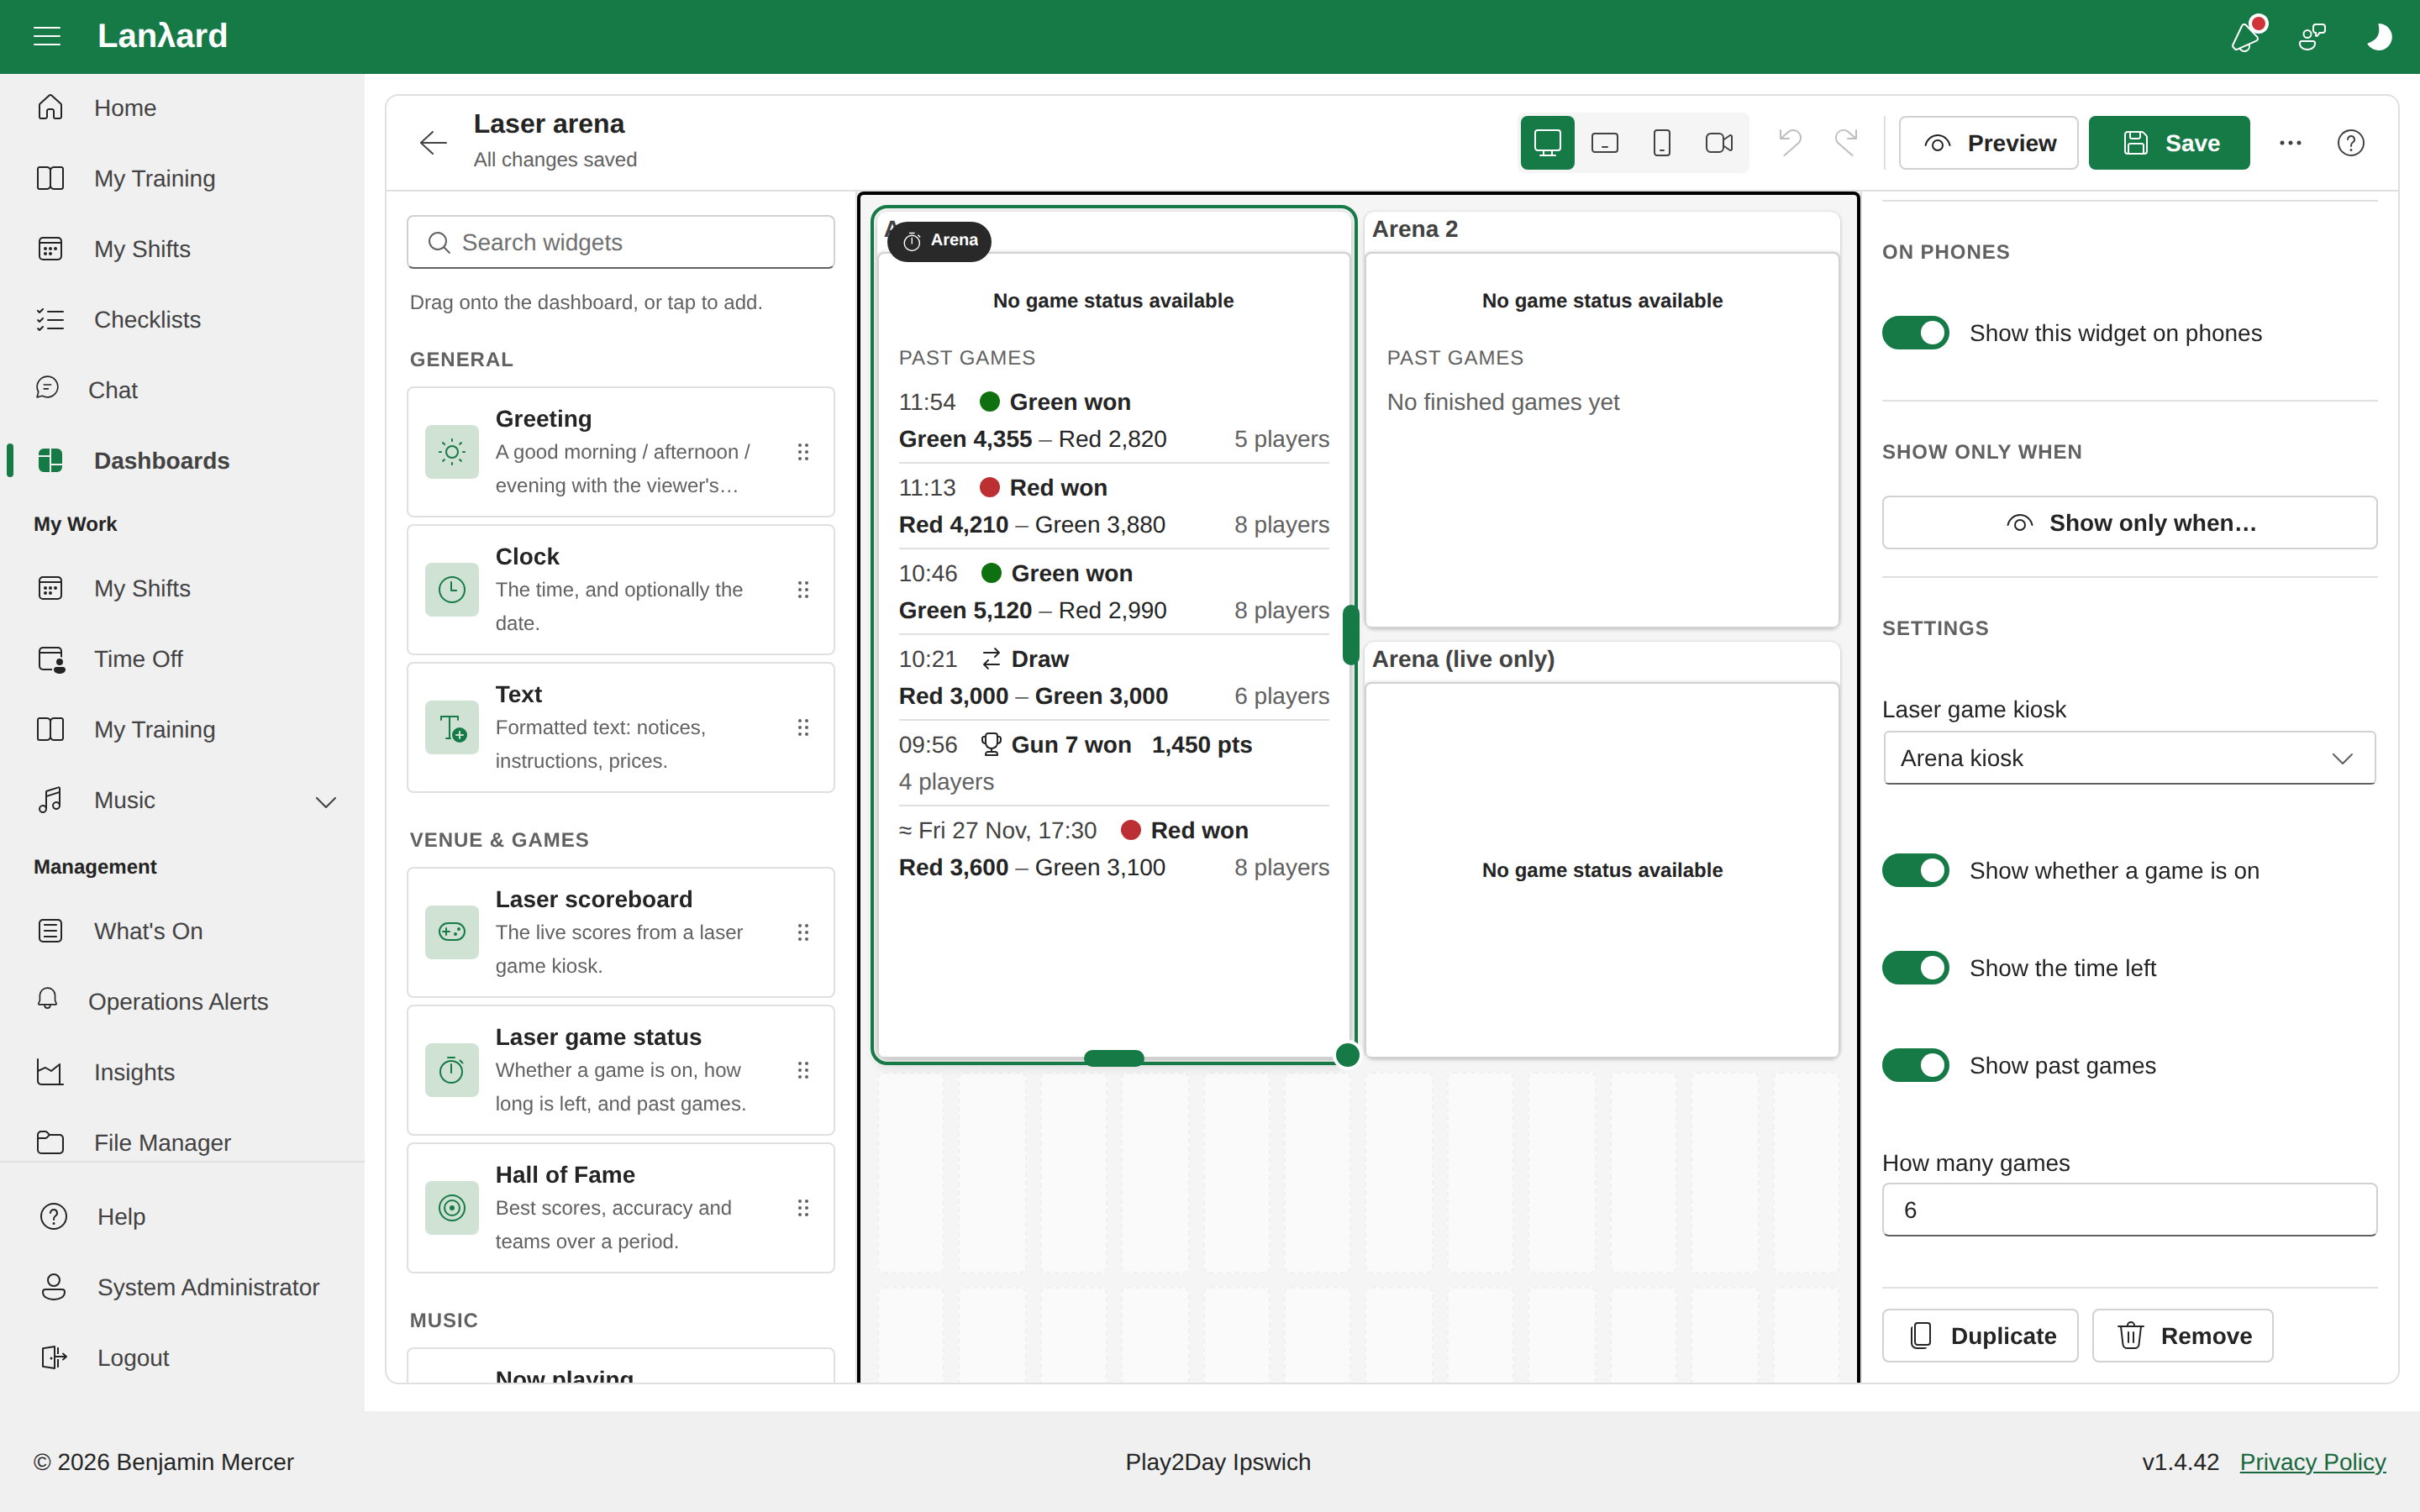 Lanλard
Home
My Training
My Shifts
Checklists
Chat
Dashboards
My Work
My Shifts
Time Off
My Training
Music
Management
What's On
Operations Alerts
Insights
File Manager
Help
System Administrator
Logout
Laser arena
All changes saved
Preview
Save
Search widgets
Drag onto the dashboard, or tap to add.
GENERAL
Greeting
A good morning / afternoon /
evening with the viewer's…
Clock
The time, and optionally the
date.
Text
Formatted text: notices,
instructions, prices.
VENUE & GAMES
Laser scoreboard
The live scores from a laser
game kiosk.
Laser game status
Whether a game is on, how
long is left, and past games.
Hall of Fame
Best scores, accuracy and
teams over a period.
MUSIC
Now playing
Arena
No game status available
PAST GAMES
11:54 Green won
Green 4,355 – Red 2,820 5 players
11:13 Red won
Red 4,210 – Green 3,880 8 players
10:46 Green won
Green 5,120 – Red 2,990 8 players
10:21 Draw
Red 3,000 – Green 3,000 6 players
09:56 Gun 7 won 1,450 pts
4 players
≈ Fri 27 Nov, 17:30 Red won
Red 3,600 – Green 3,100 8 players
Arena 2
No game status available
PAST GAMES
No finished games yet
Arena (live only)
No game status available
ON PHONES
Show this widget on phones
SHOW ONLY WHEN
Show only when…
SETTINGS
Laser game kiosk
Arena kiosk
Show whether a game is on
Show the time left
Show past games
How many games
6
Duplicate
Remove
© 2026 Benjamin Mercer
Play2Day Ipswich
v1.4.42 Privacy Policy